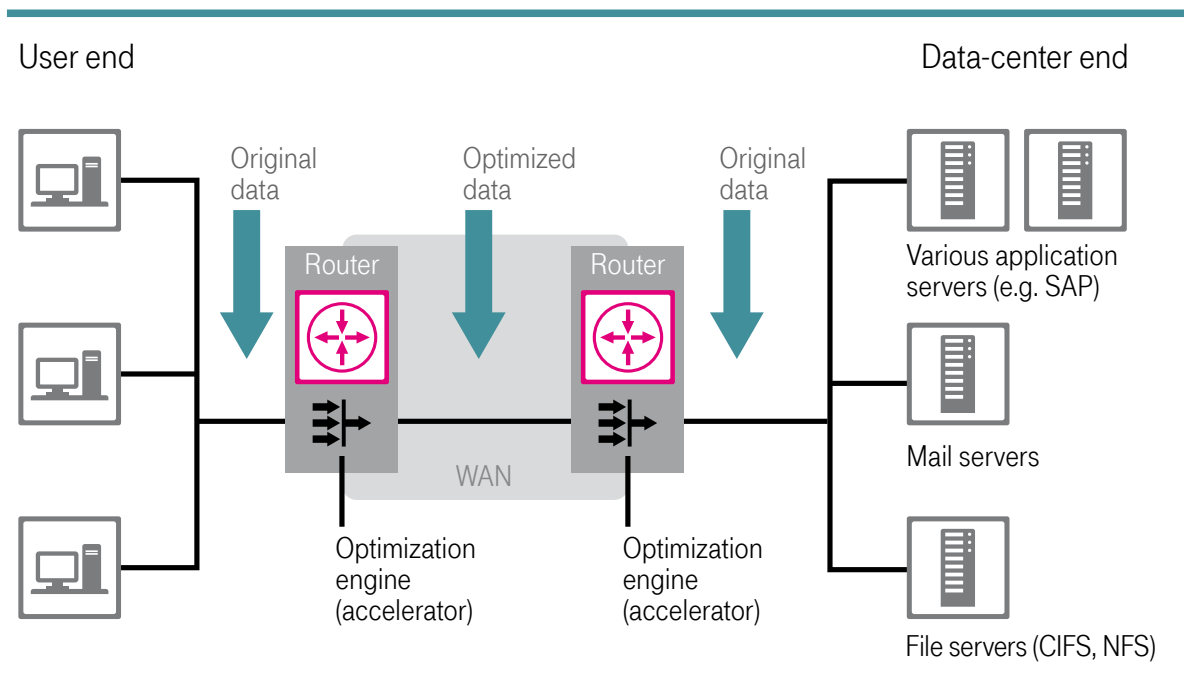 User end
Data-center end
Original
data
Optimized
data
Original
data
Router
Router
WAN
Optimization
engine
(accelerator)
Optimization
engine
(accelerator)
Various application
servers (e.g. SAP)
Mail servers
File servers (CIFS, NFS)